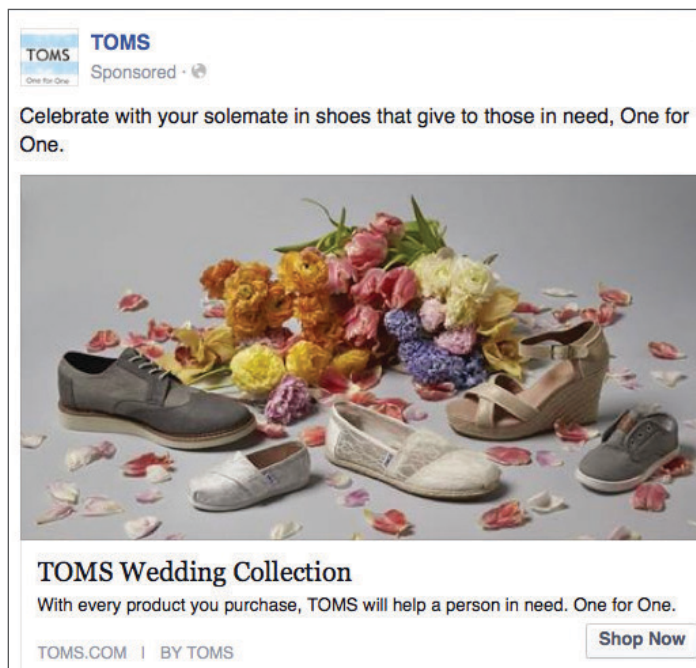 TOMS
One for One
TOMS
Sponsored ·
Celebrate with your solemate in shoes that give to those in need, One for
One.
TOMS Wedding Collection
With every product you purchase, TOMS will help a person in need. One for One.
TOMS.COM | BY TOMS
Shop Now